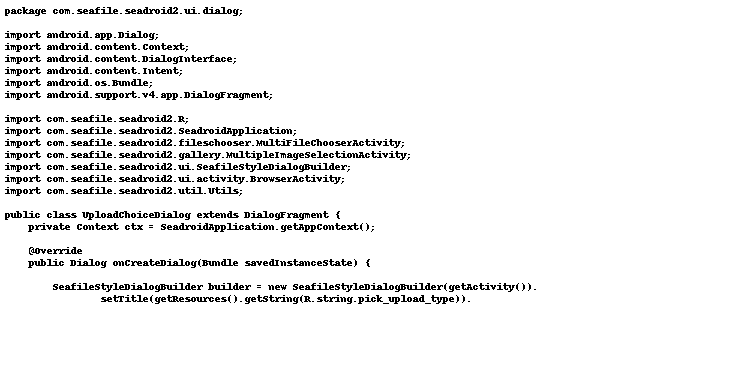 package com.seafile.seadroid2.ui.dialog;
import android.app.Dialog;
import android.content.Context;
import android.content.DialogInterface;
import android.content.Intent;
import android.os.Bundle;
import android.support.v4.app.DialogFragment;
import com.seafile.seadroid2.R;
import com.seafile.seadroid2.SeadroidApplication;
import com.seafile.seadroid2.fileschooser.MultiFileChooserActivity;
import com.seafile.seadroid2.gallery.MultipleImageSelectionActivity;
import com.seafile.seadroid2.ui.SeafileStyleDialogBuilder;
import com.seafile.seadroid2.ui.activity.BrowserActivity;
import com.seafile.seadroid2.util.Utils;
public class UploadChoiceDialog extends DialogFragment {
    private Context ctx = SeadroidApplication.getAppContext();
    @Override
    public Dialog onCreateDialog(Bundle savedInstanceState) {
        SeafileStyleDialogBuilder builder = new SeafileStyleDialogBuilder(getActivity()).
                setTitle(getResources().getString(R.string.pick_upload_type)).